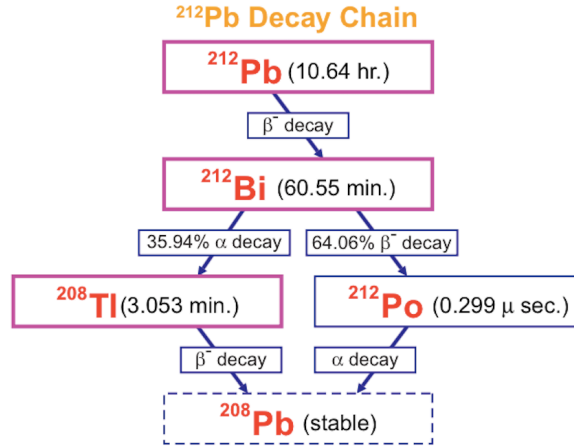 ²¹²Pb Decay Chain
²¹²Pb (10.64 hr.)
β⁻ decay
²¹²Bi (60.55 min.)
35.94% α decay
64.06% β⁻ decay
²⁰⁸Tl (3.053 min.)
²¹²Po (0.299 μ sec.)
β⁻ decay
α decay
²⁰⁸Pb (stable)